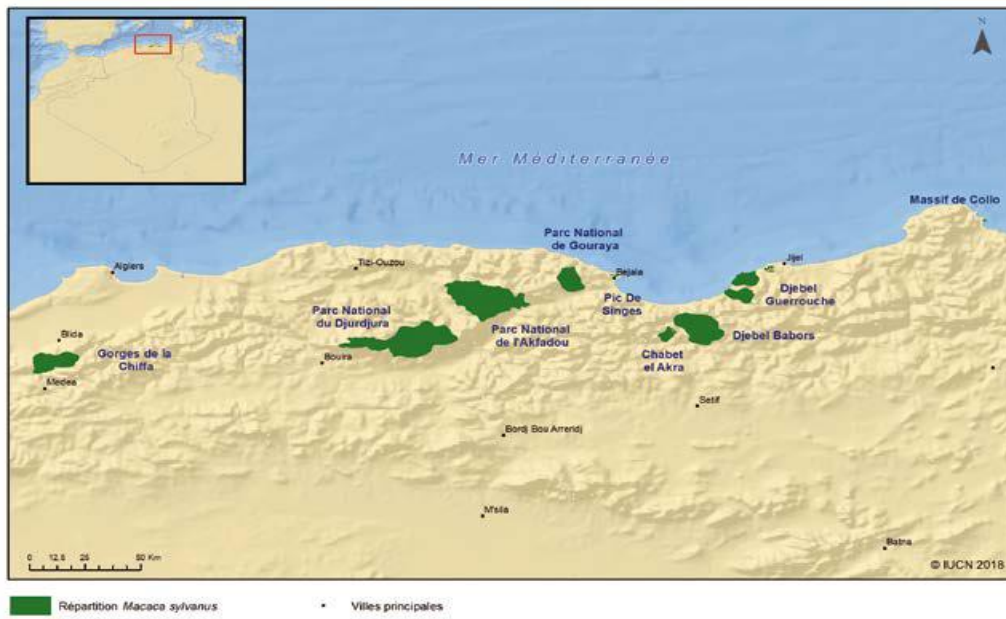 N
Mer Méditerranée
Massif de Collo
Parc National
de Gouraya
Algiers
Tizi-Ouzou
Jijel
Bejaia
Djebel
Guerrouche
Pic De
Singes
Parc National
du Djurdjura
Parc National
de l'Akfadou
Djebel Babors
Blida
Gorges de la
Chiffa
Bouira
Chabet
el Akra
Medea
Setif
Bordj Bou Arreridj
M'sila
Batna
0 12,5 25 50 Km
© IUCN 2018
Répartition Macaca sylvanus
Villes principales